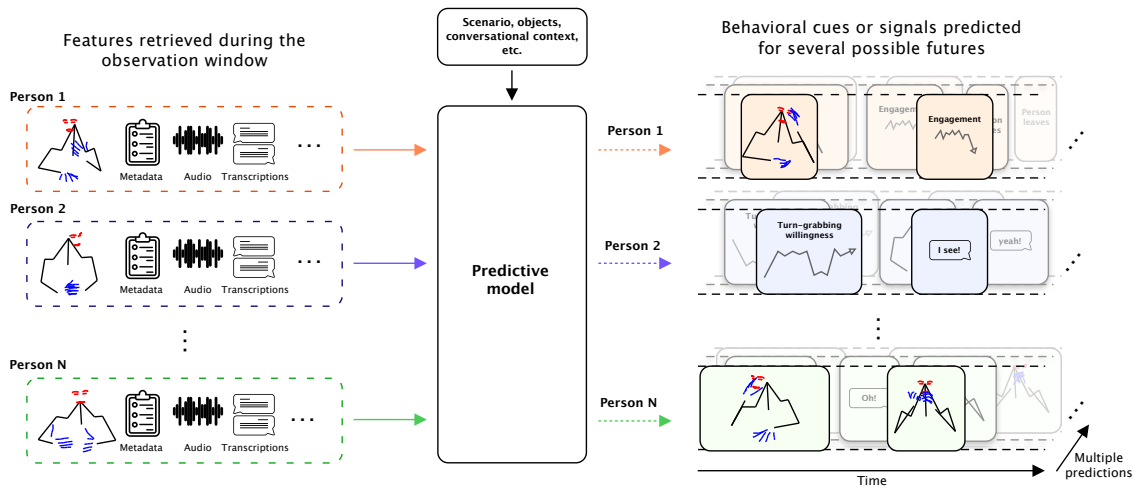 Features retrieved during the
observation window
Scenario, objects,
conversational context,
etc.
Behavioral cues or signals predicted
for several possible futures
Person 1
Metadata
Audio
Transcriptions
...
Person 2
Metadata
Audio
Transcriptions
...
Person N
Metadata
Audio
Transcriptions
...
Predictive
model
Person 1
Person 2
Person N
Engagement
Engagement
Person
leaves
Turn-grabbing
willingness
I see!
yeah!
Oh!
Time
Multiple
predictions